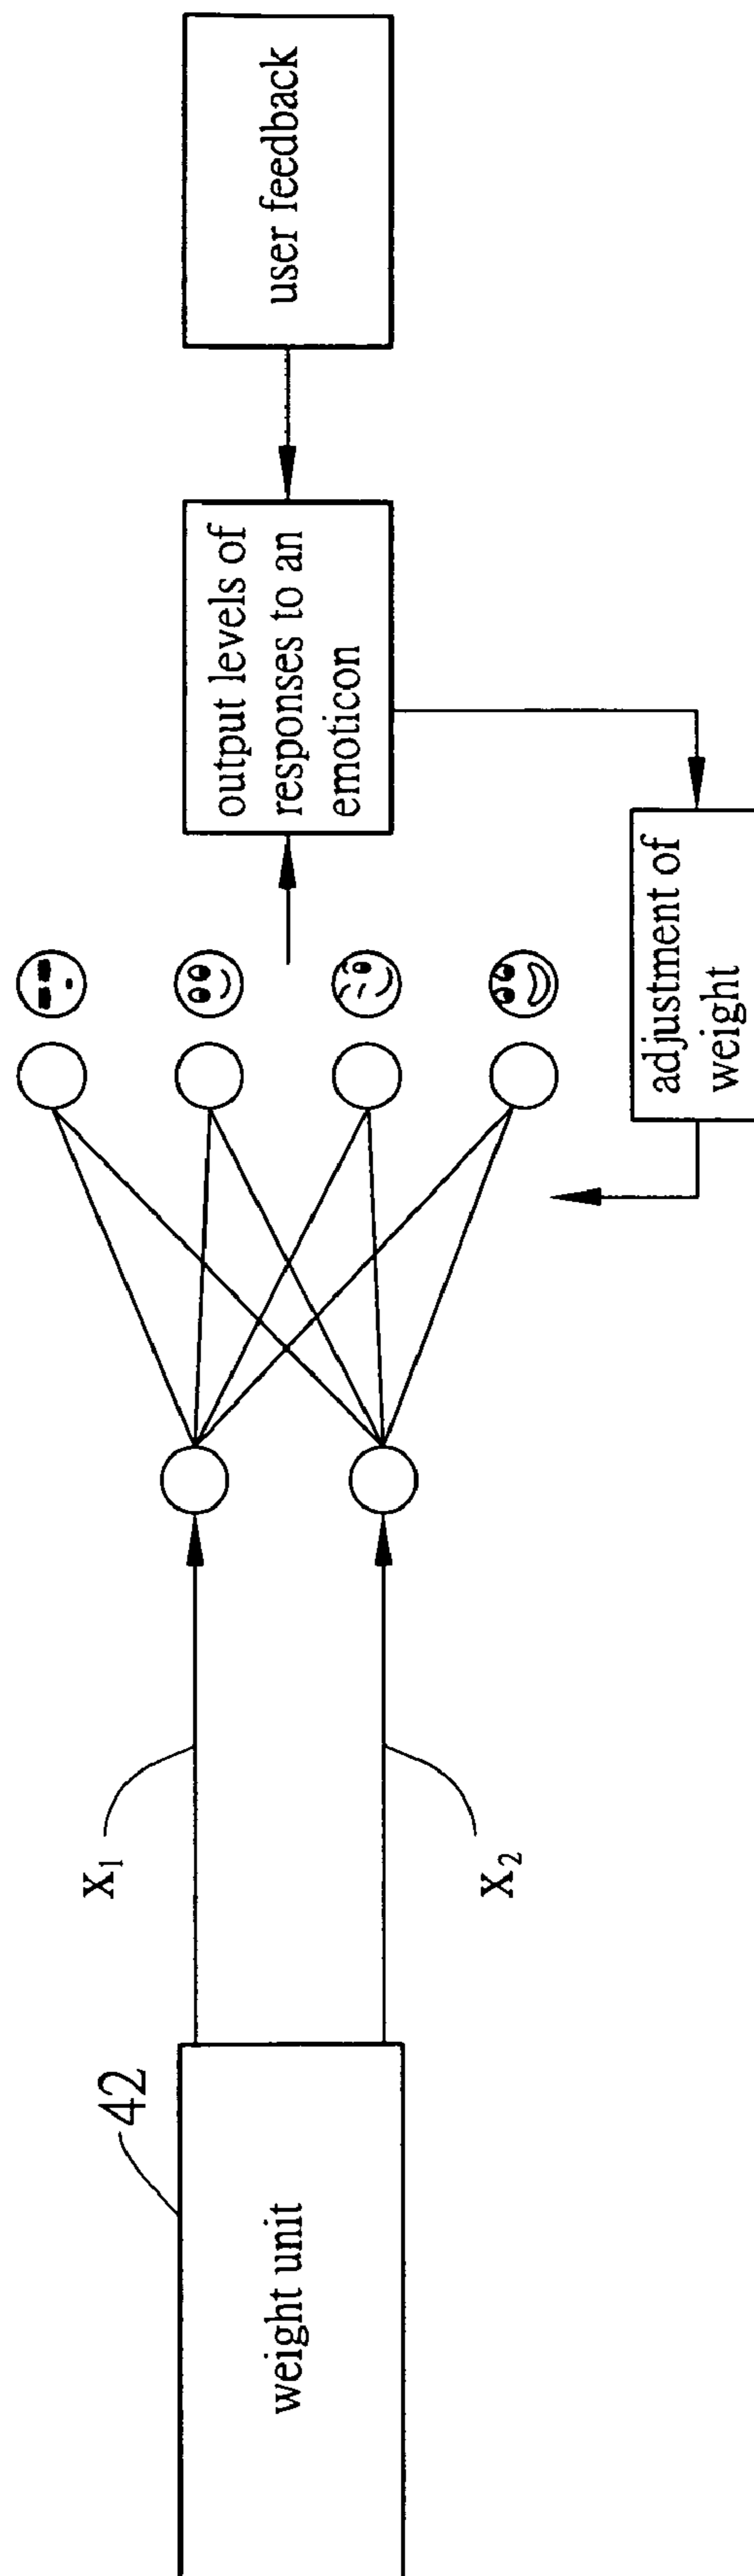 42
weight unit
X₁
X₂
output levels of
responses to an
emoticon
user feedback
adjustment of
weight